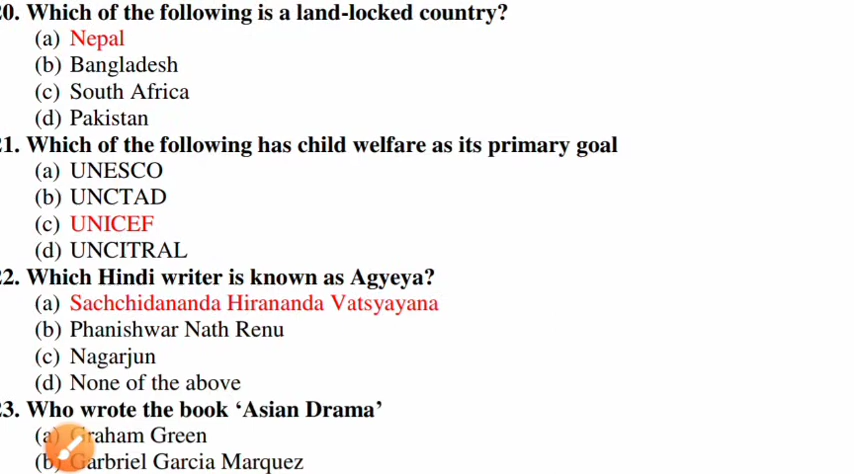 0. Which of the following is a land-locked country?
(a) Nepal
(b) Bangladesh
(c) South Africa
(d) Pakistan
1. Which of the following has child welfare as its primary goal
(a) UNESCO
(b) UNCTAD
(c) UNICEF
(d) UNCITRAL
2. Which Hindi writer is known as Agyeya?
(a) Sachchidananda Hirananda Vatsyayana
(b) Phanishwar Nath Renu
(c) Nagarjun
(d) None of the above
3. Who wrote the book ‘Asian Drama’
(a) Graham Green
(b) Garbriel Garcia Marquez